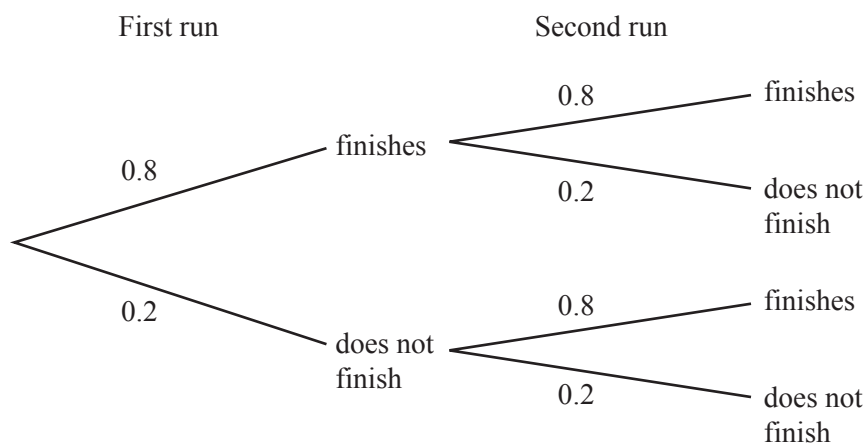 First run
Second run
0.8
finishes
0.8
finishes
0.2
does not
finish
0.2
does not
finish
0.8
finishes
0.2
does not
finish